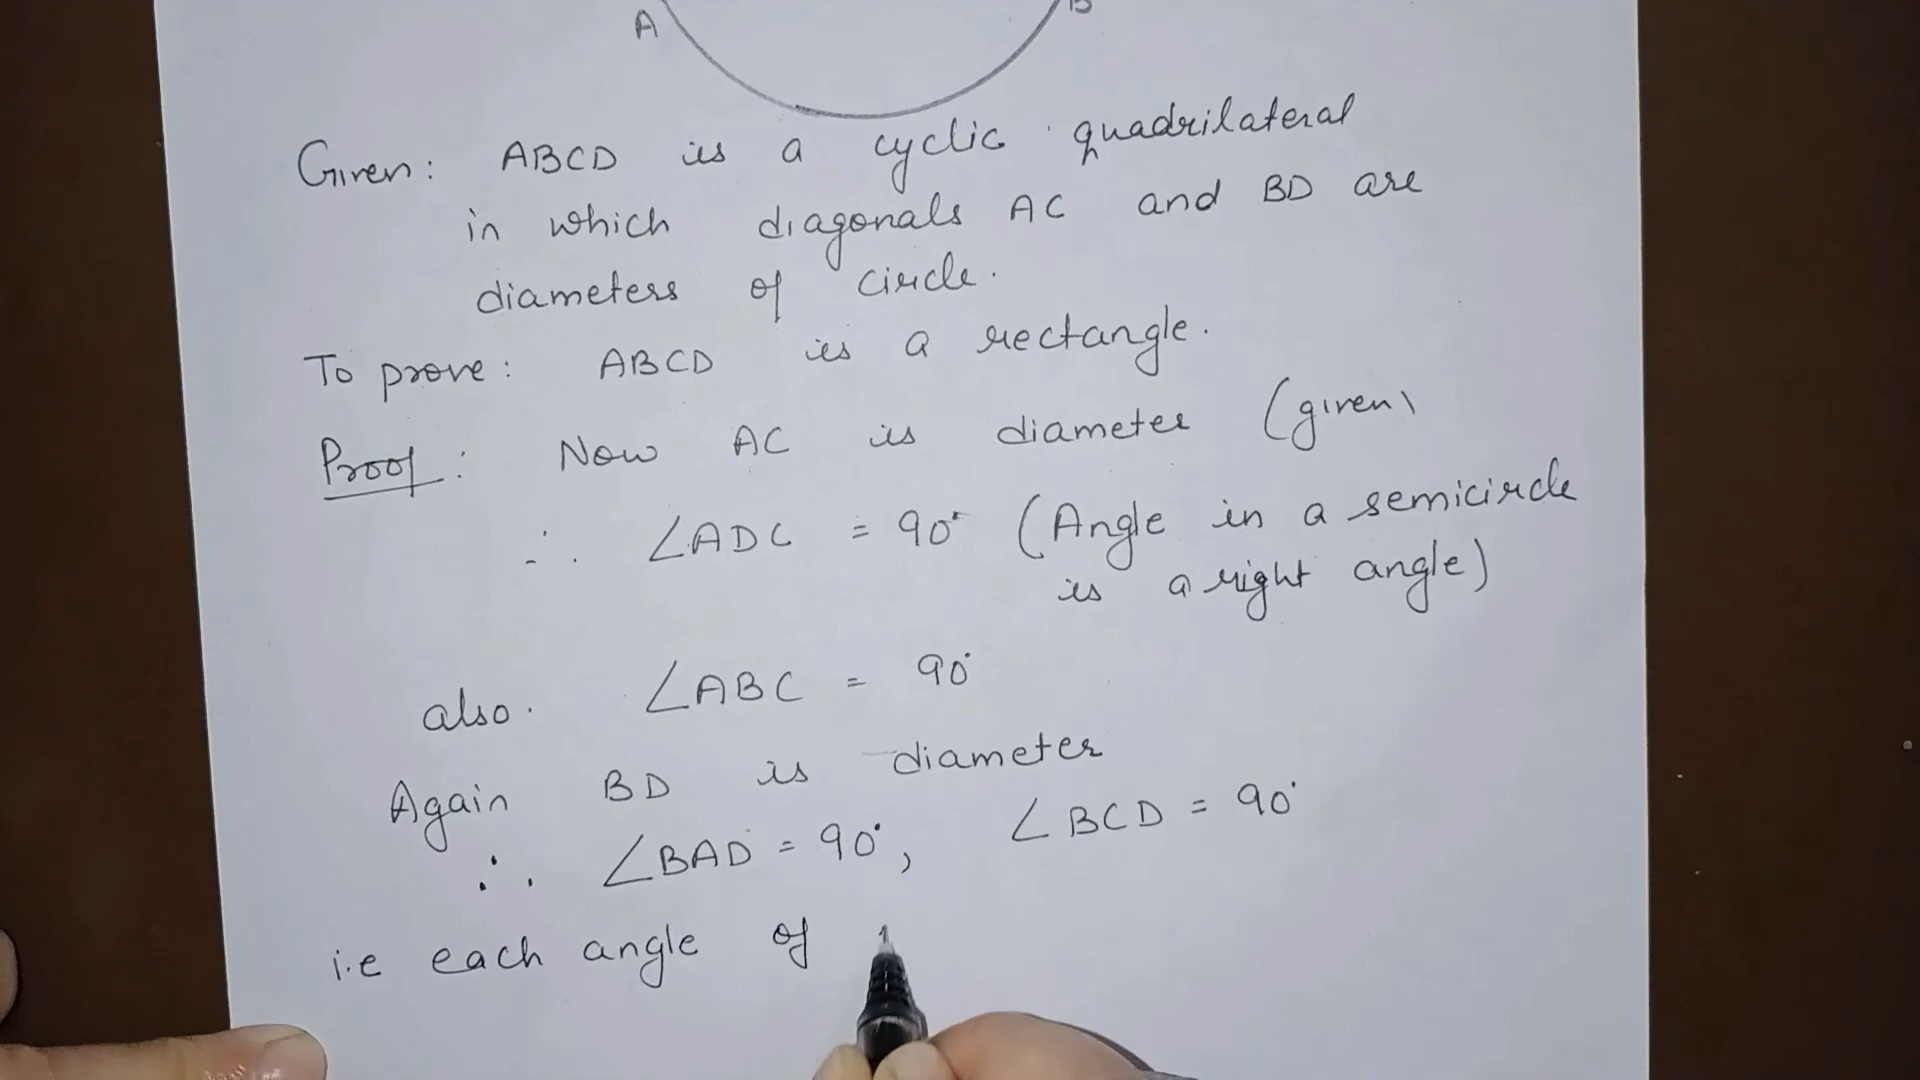 A B
Given: ABCD is a cyclic quadrilateral
in which diagonals AC and BD are
diameters of circle.
To prove: ABCD is a rectangle.
Proof: Now AC is diameter (given)
∴ ∠ADC = 90° (Angle in a semicircle
is a right angle)
also. ∠ABC = 90°
Again BD is diameter
∴ ∠BAD = 90°, ∠BCD = 90°
i.e each angle of